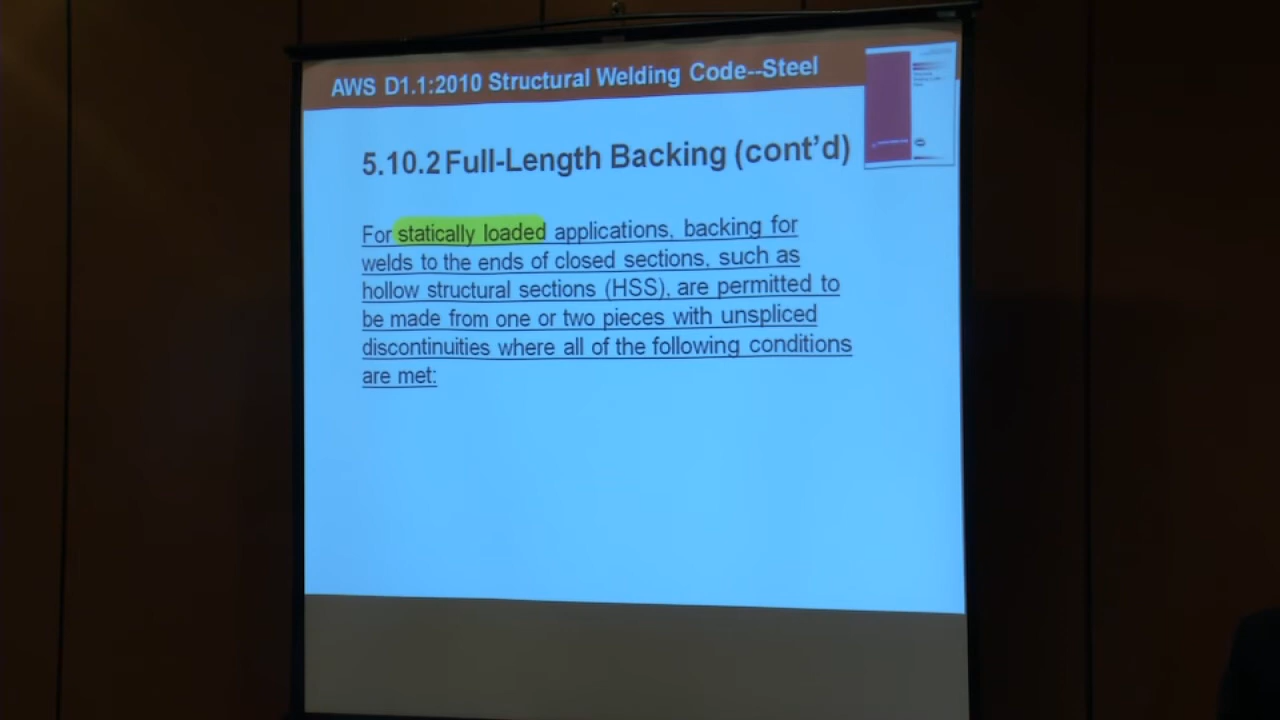 AWS D1.1:2010 Structural Welding Code--Steel
5.10.2 Full-Length Backing (cont'd)
For statically loaded applications, backing for
welds to the ends of closed sections, such as
hollow structural sections (HSS), are permitted to
be made from one or two pieces with unspliced
discontinuities where all of the following conditions
are met: